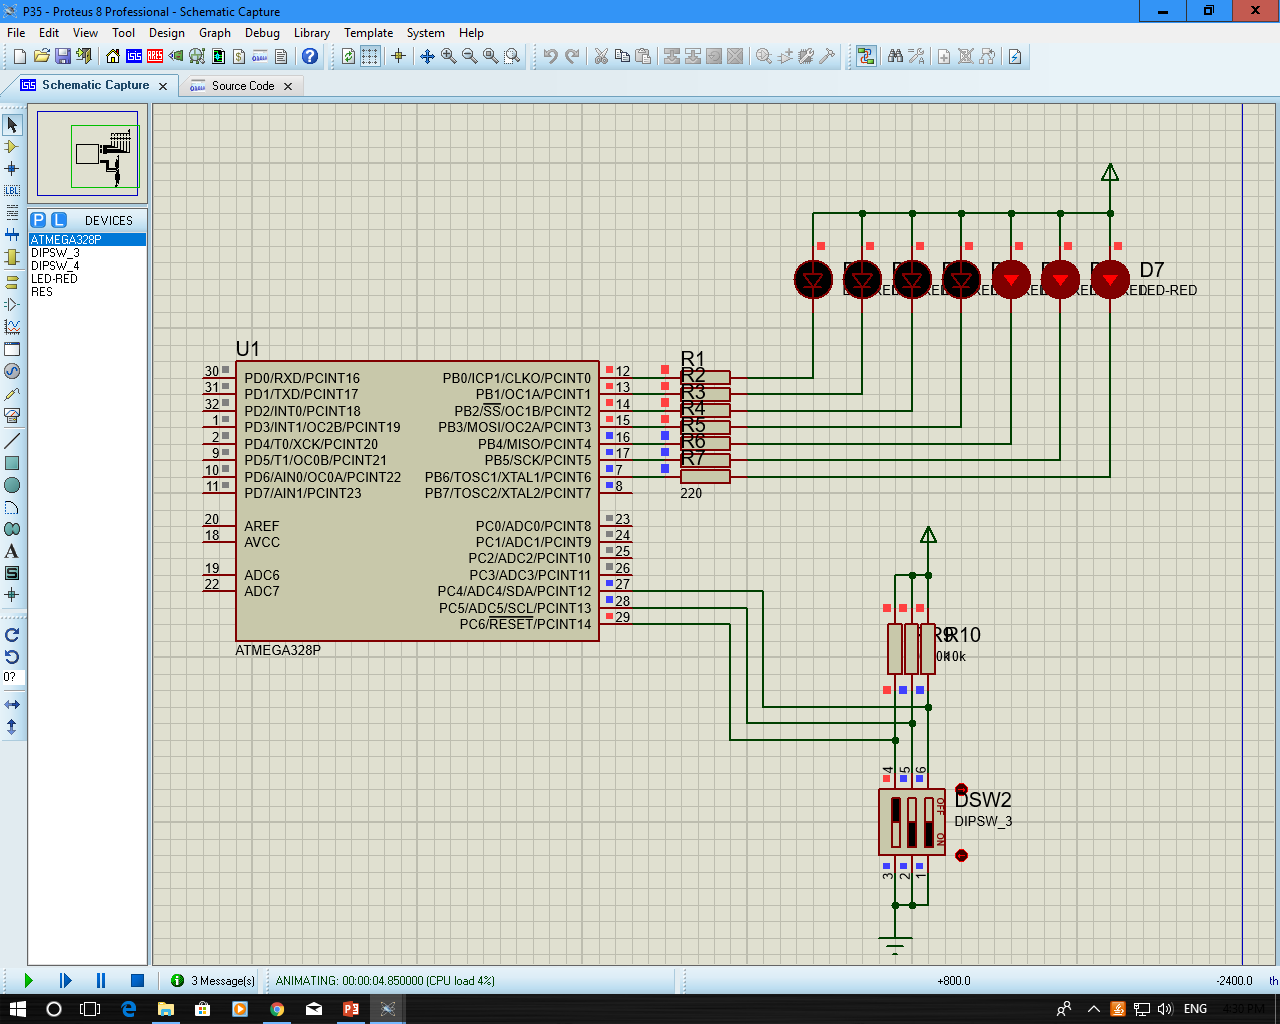 P35 - Proteus 8 Professional - Schematic Capture
File Edit View Tool Design Graph Debug Library Template System Help
Schematic Capture
Source Code
P L DEVICES
ATMEGA328P
DIPSW_3
DIPSW_4
LED-RED
RES
LBL
A
0?
D7
LED-RED
U1
30 PD0/RXD/PCINT16
31 PD1/TXD/PCINT17
32 PD2/INT0/PCINT18
1 PD3/INT1/OC2B/PCINT19
2 PD4/T0/XCK/PCINT20
9 PD5/T1/OC0B/PCINT21
10 PD6/AIN0/OC0A/PCINT22
11 PD7/AIN1/PCINT23
20 AREF
18 AVCC
19 ADC6
22 ADC7
PB0/ICP1/CLKO/PCINT0 12
PB1/OC1A/PCINT1 13
PB2/SS/OC1B/PCINT2 14
PB3/MOSI/OC2A/PCINT3 15
PB4/MISO/PCINT4 16
PB5/SCK/PCINT5 17
PB6/TOSC1/XTAL1/PCINT6 7
PB7/TOSC2/XTAL2/PCINT7 8
PC0/ADC0/PCINT8 23
PC1/ADC1/PCINT9 24
PC2/ADC2/PCINT10 25
PC3/ADC3/PCINT11 26
PC4/ADC4/SDA/PCINT12 27
PC5/ADC5/SCL/PCINT13 28
PC6/RESET/PCINT14 29
ATMEGA328P
R1
R2
R3
R4
R5
R6
R7
220
R9 R10
10k
4 5 6
OFF
ON
DSW2
DIPSW_3
3 2 1
3 Message(s)
ANIMATING: 00:00:04.850000 (CPU load 4%)
+800.0
-2400.0
th
ENG
4:30 PM